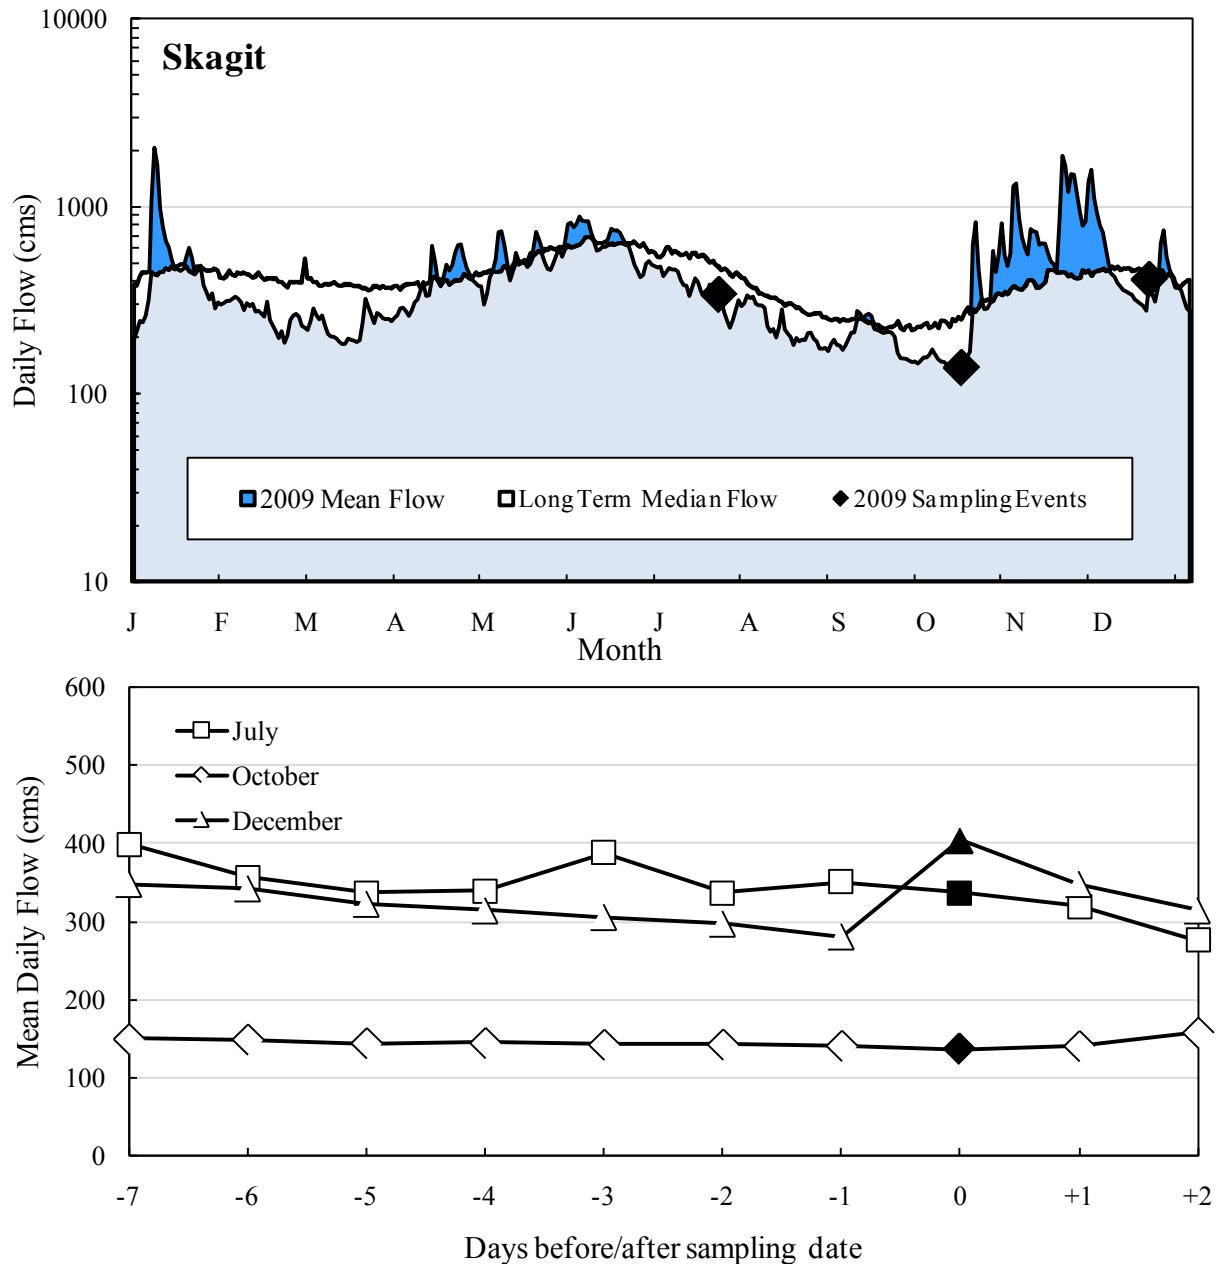 Skagit
10000
1000
100
10
Daily Flow (cms)
2009 Mean Flow
Long Term Median Flow
2009 Sampling Events
J F M A M J J A S O N D
Month
600
500
400
300
200
100
0
Mean Daily Flow (cms)
July
October
December
-7 -6 -5 -4 -3 -2 -1 0 +1 +2
Days before/after sampling date